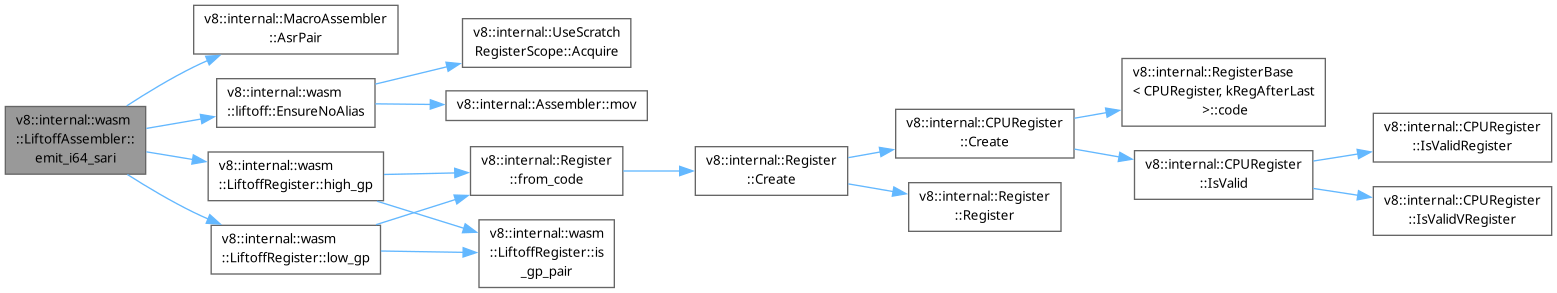 v8::internal::wasm
::LiftoffAssembler::
emit_i64_sari
v8::internal::MacroAssembler
::AsrPair
v8::internal::wasm
::liftoff::EnsureNoAlias
v8::internal::wasm
::LiftoffRegister::high_gp
v8::internal::wasm
::LiftoffRegister::low_gp
v8::internal::UseScratch
RegisterScope::Acquire
v8::internal::Assembler::mov
v8::internal::Register
::from_code
v8::internal::wasm
::LiftoffRegister::is
_gp_pair
v8::internal::Register
::Create
v8::internal::CPURegister
::Create
v8::internal::Register
::Register
v8::internal::RegisterBase
< CPURegister, kRegAfterLast
>::code
v8::internal::CPURegister
::IsValid
v8::internal::CPURegister
::IsValidRegister
v8::internal::CPURegister
::IsValidVRegister